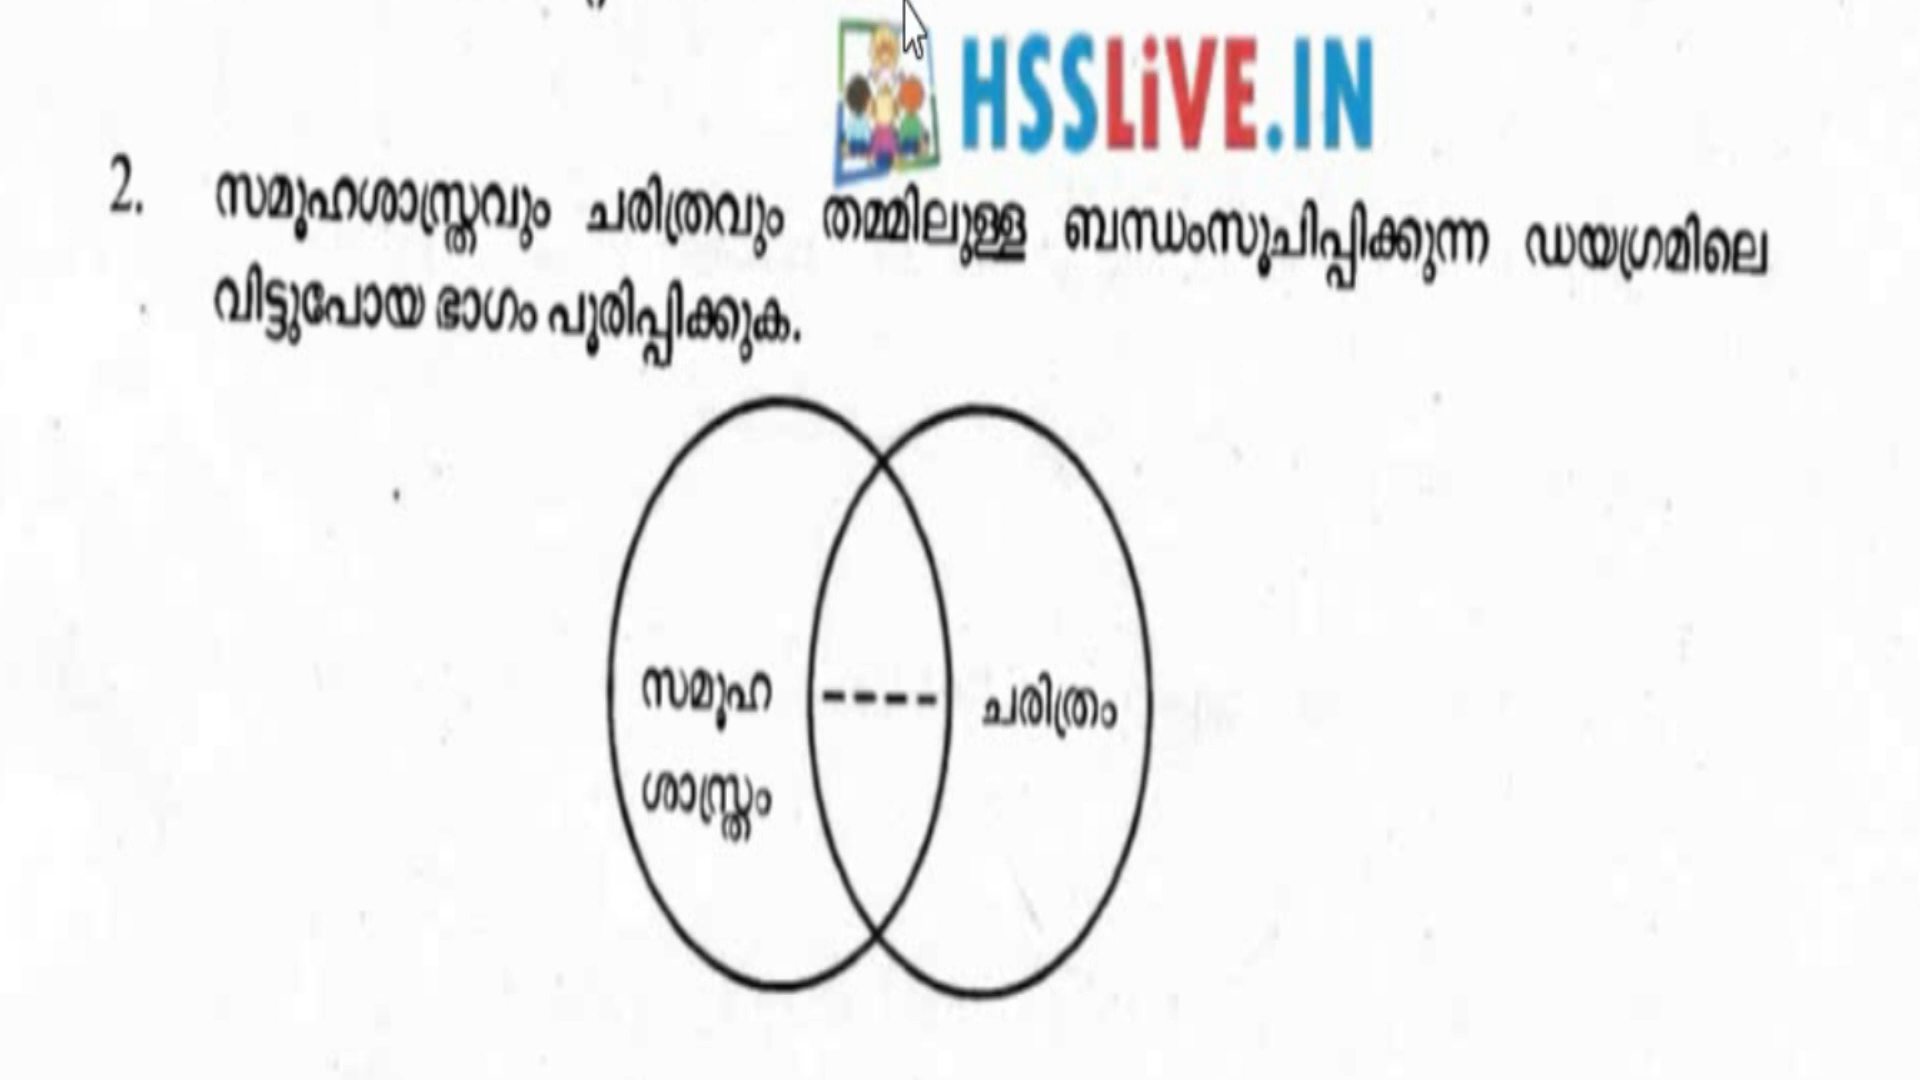 HSSLiVE.IN
2. സമൂഹശാസ്ത്രവും ചരിത്രവും തമ്മിലുള്ള ബന്ധംസൂചിപ്പിക്കുന്ന ഡയഗ്രമിലെ
വിട്ടുപോയ ഭാഗം പൂരിപ്പിക്കുക.
സമൂഹ ---- ചരിത്രം
ശാസ്ത്രം